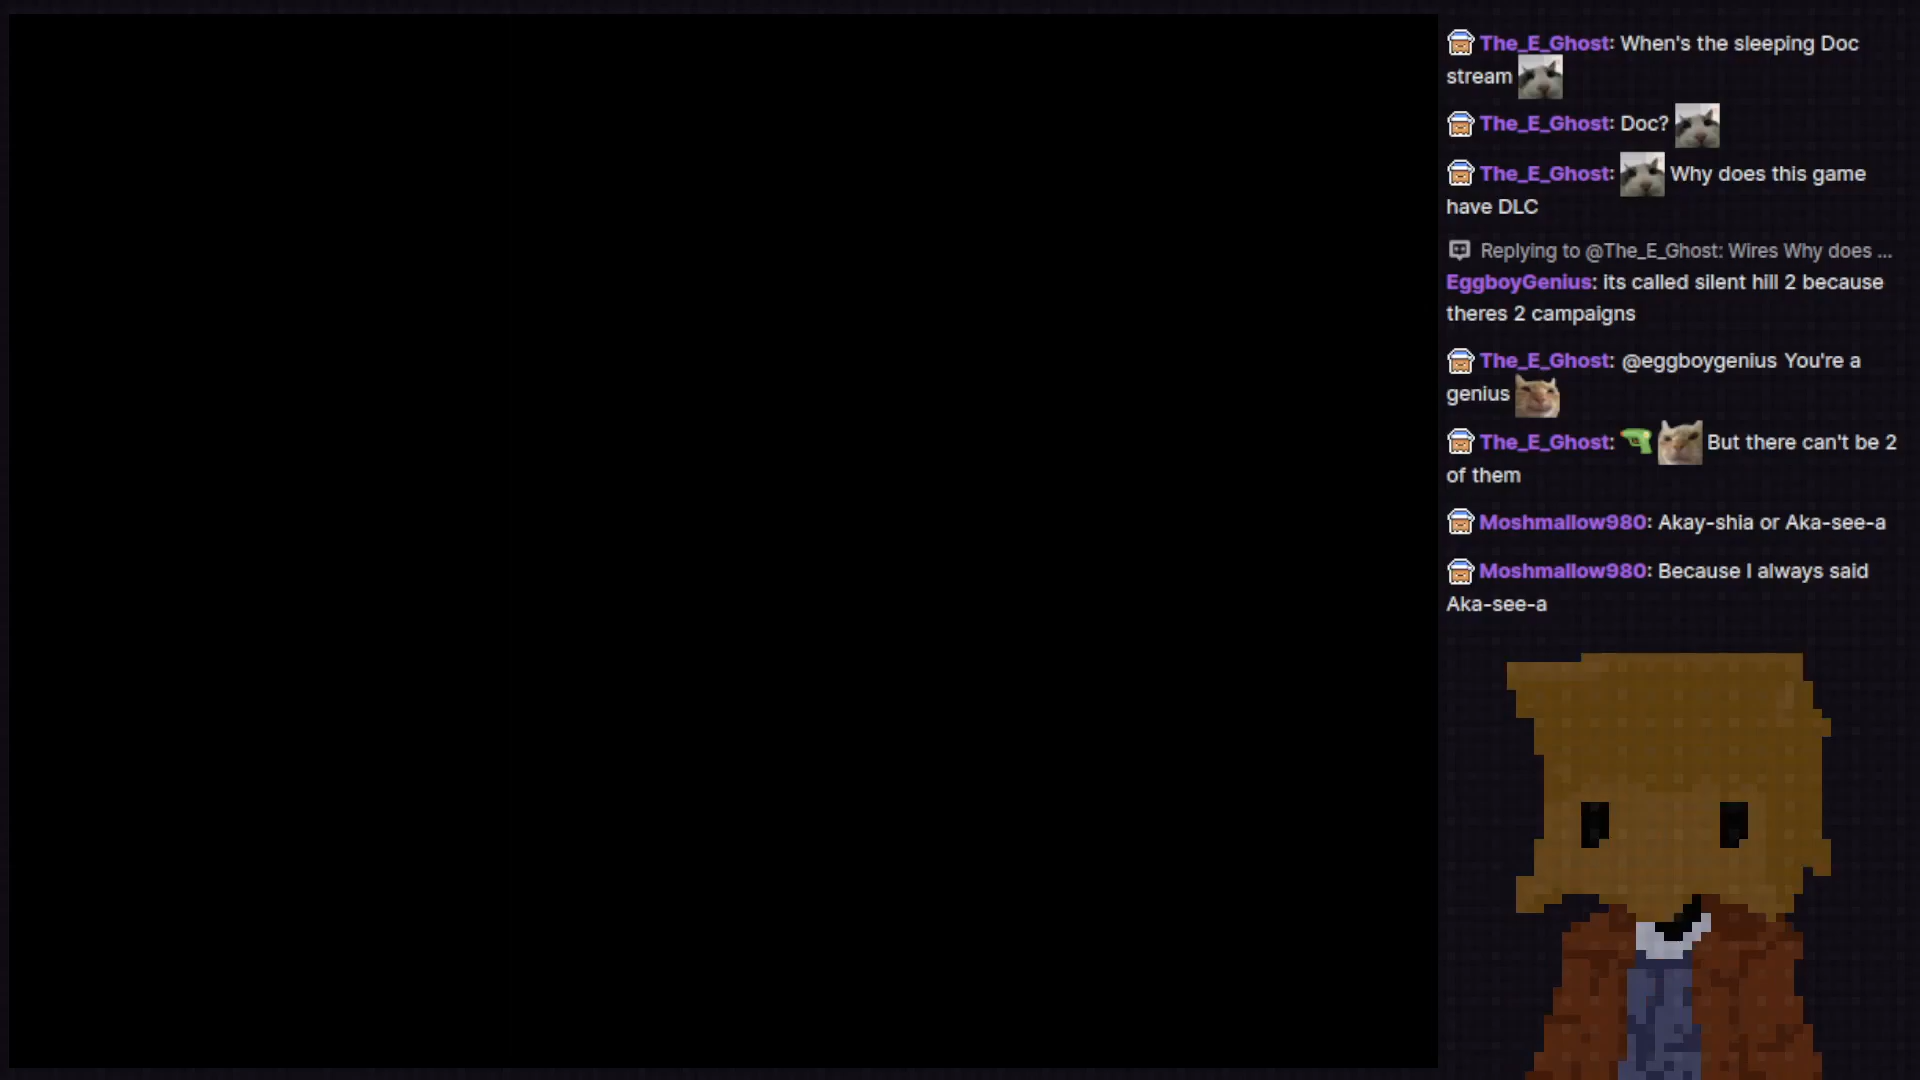 The_E_Ghost: When's the sleeping Doc
stream
The_E_Ghost: Doc?
The_E_Ghost: Why does this game
have DLC
Replying to @The_E_Ghost: Wires Why does ...
EggboyGenius: its called silent hill 2 because
theres 2 campaigns
The_E_Ghost: @eggboygenius You're a
genius
The_E_Ghost: But there can't be 2
of them
Moshmallow980: Akay-shia or Aka-see-a
Moshmallow980: Because I always said
Aka-see-a